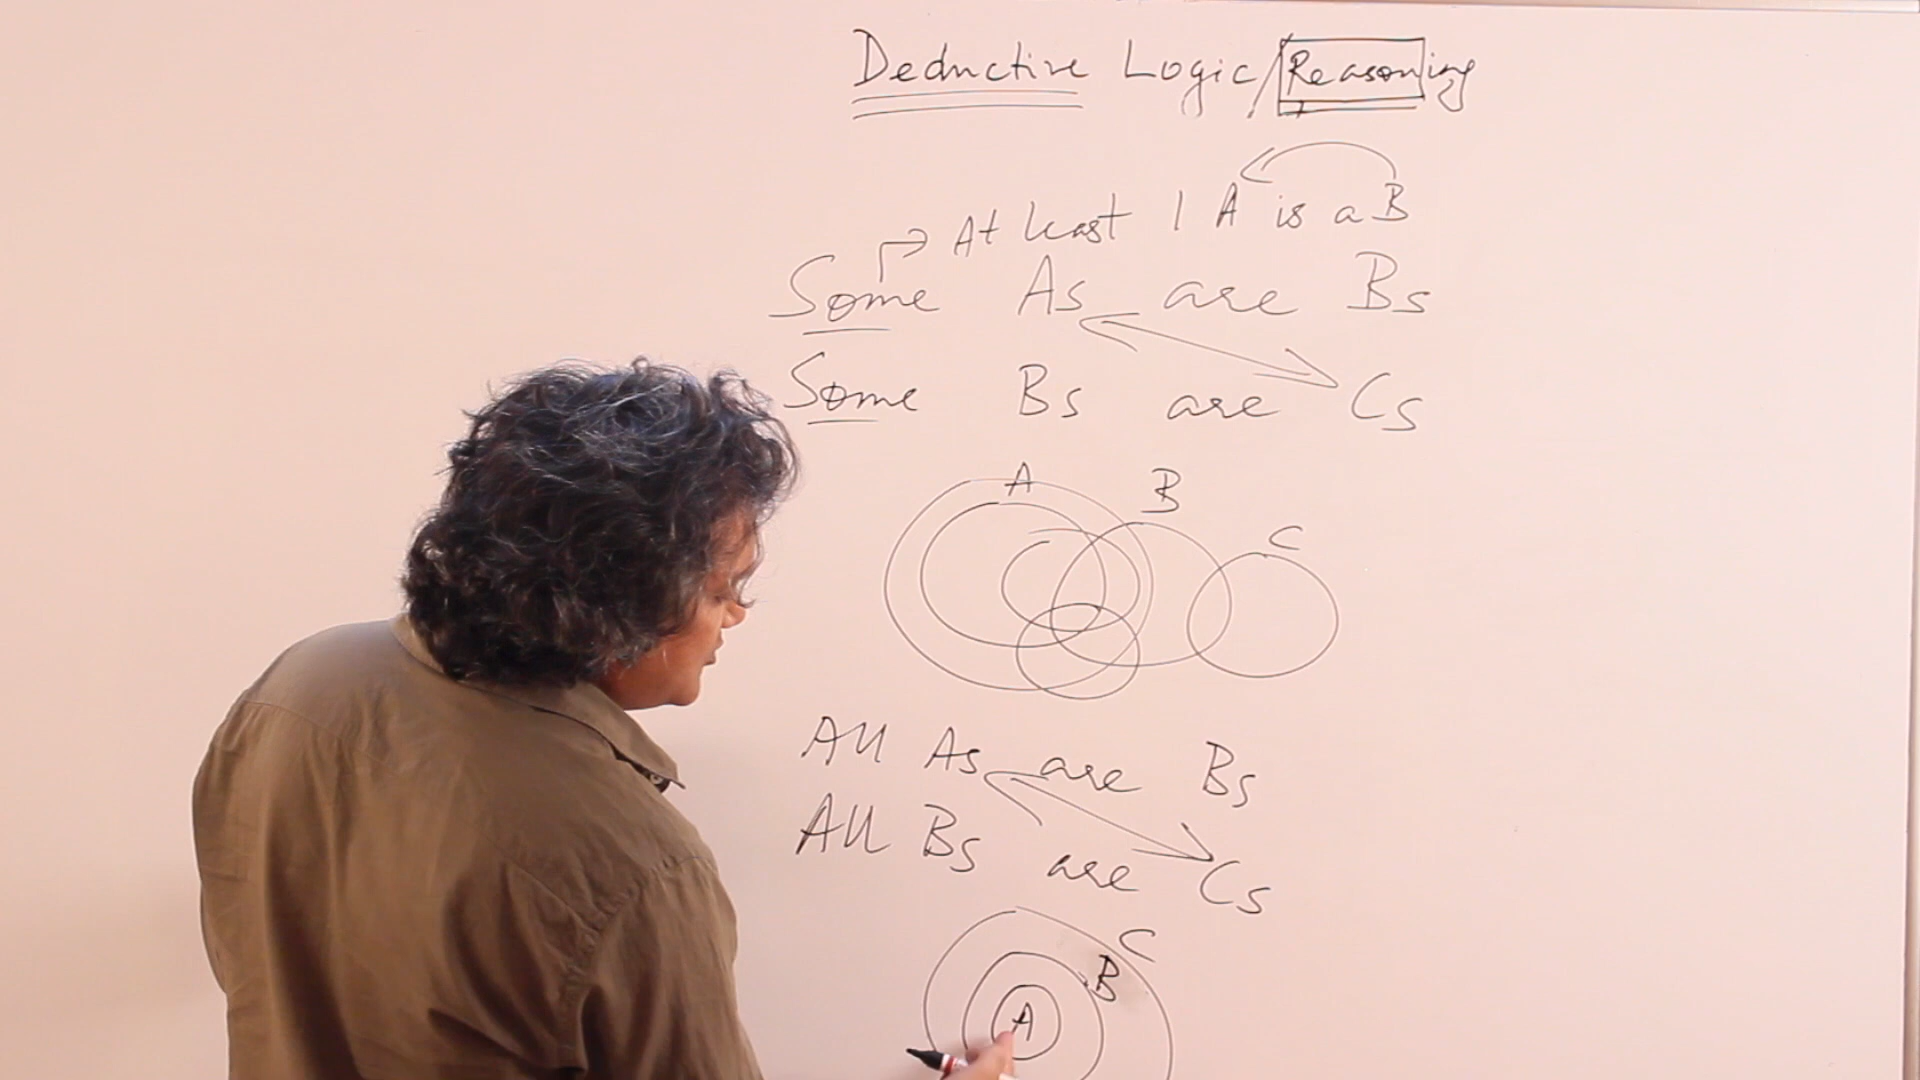 Deductive Logic/Reasoning
At least 1 A is a B
Some As are Bs
Some Bs are Cs
A B C
All As are Bs
All Bs are Cs
C
B
A